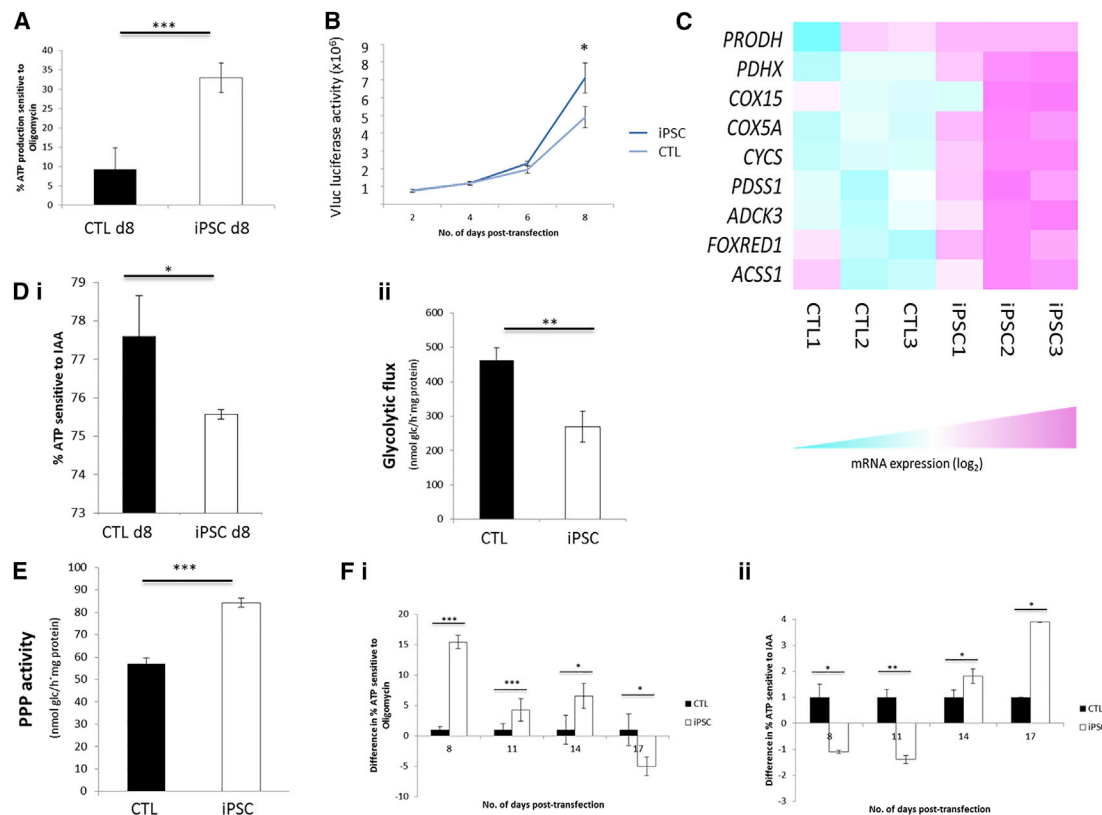 A
***
% ATP production sensitive to
Oligomycin
40
35
30
25
20
15
10
5
0
CTL d8
iPSC d8
B
Vluc luciferase activity (x10⁶)
9
8
7
6
5
4
3
2
1
*
2
4
6
8
No. of days post-transfection
iPSC
CTL
C
PRODH
PDHX
COX15
COX5A
CYCS
PDSS1
ADCK3
FOXRED1
ACSS1
CTL1
CTL2
CTL3
iPSC1
iPSC2
iPSC3
mRNA expression (log₂)
D i
*
% ATP sensitive to IAA
79
78
77
76
75
74
73
CTL d8
iPSC d8
ii
**
Glycolytic flux
(nmol glc/h*mg protein)
600
500
400
300
200
100
0
CTL
iPSC
E
***
PPP activity
(nmol glc/h*mg protein)
100
90
80
70
60
50
40
30
20
10
0
CTL
iPSC
F i
Difference in % ATP sensitive to
Oligomycin
20
15
10
5
0
-5
-10
***
***
*
*
8
11
14
17
CTL
iPSC
No. of days post-transfection
ii
Difference in % ATP sensitive to IAA
4
3
2
1
0
-1
-2
-3
-4
*
**
*
*
8
11
14
17
CTL
iPSC
No. of days post-transfection